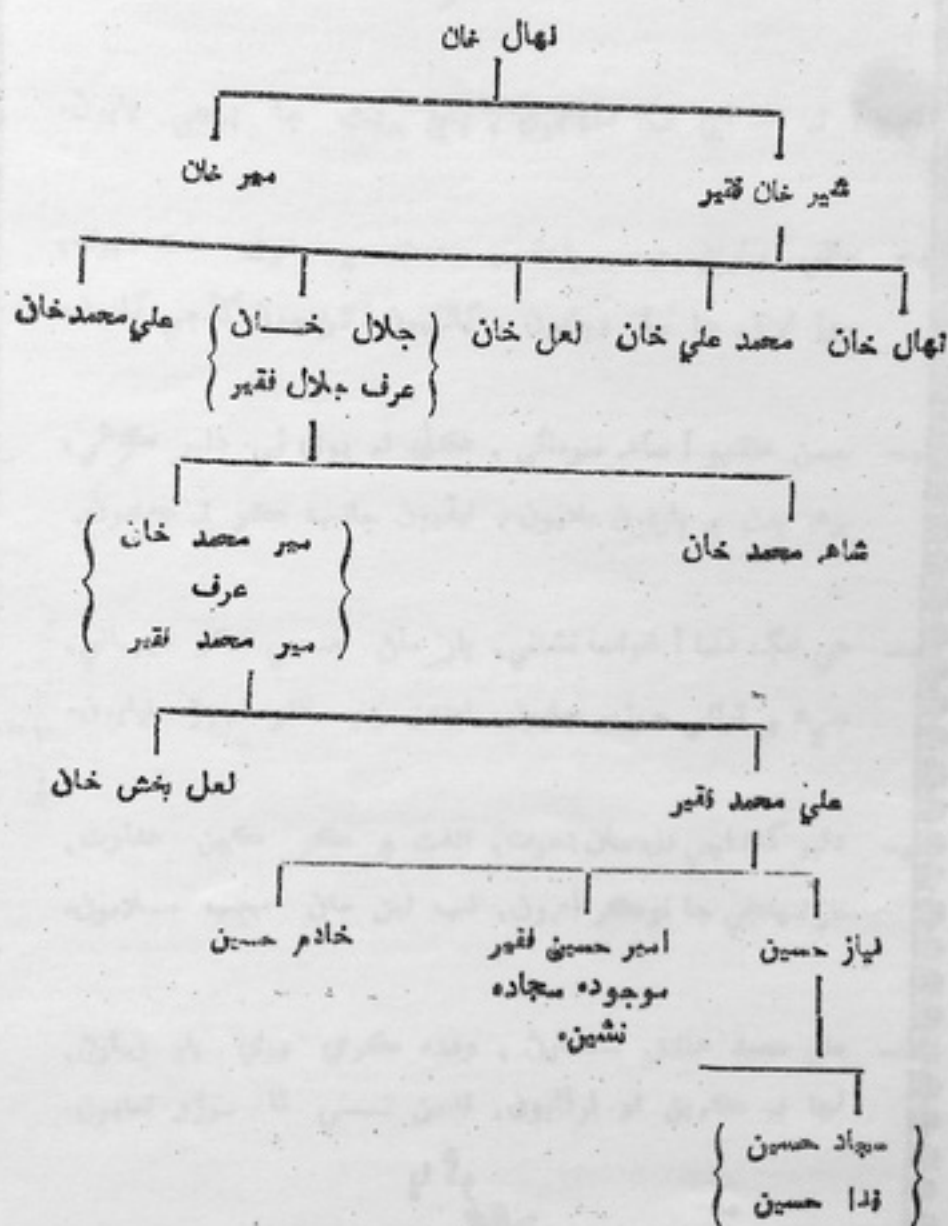 نهال خان
شير خان فقير
مير خان
نهال خان
محمد علي خان
لعل خان
جلال خان
عرف جلال فقير
علي محمد خان
شاهر محمد خان
مير محمد خان
عرف
مير محمد فقير
علي محمد فقير
لعل بخش خان
نياز حسين
امير حسين فقير
موجوده سجاده
نشين،
خادم حسين
سجاد حسين
فدا حسين